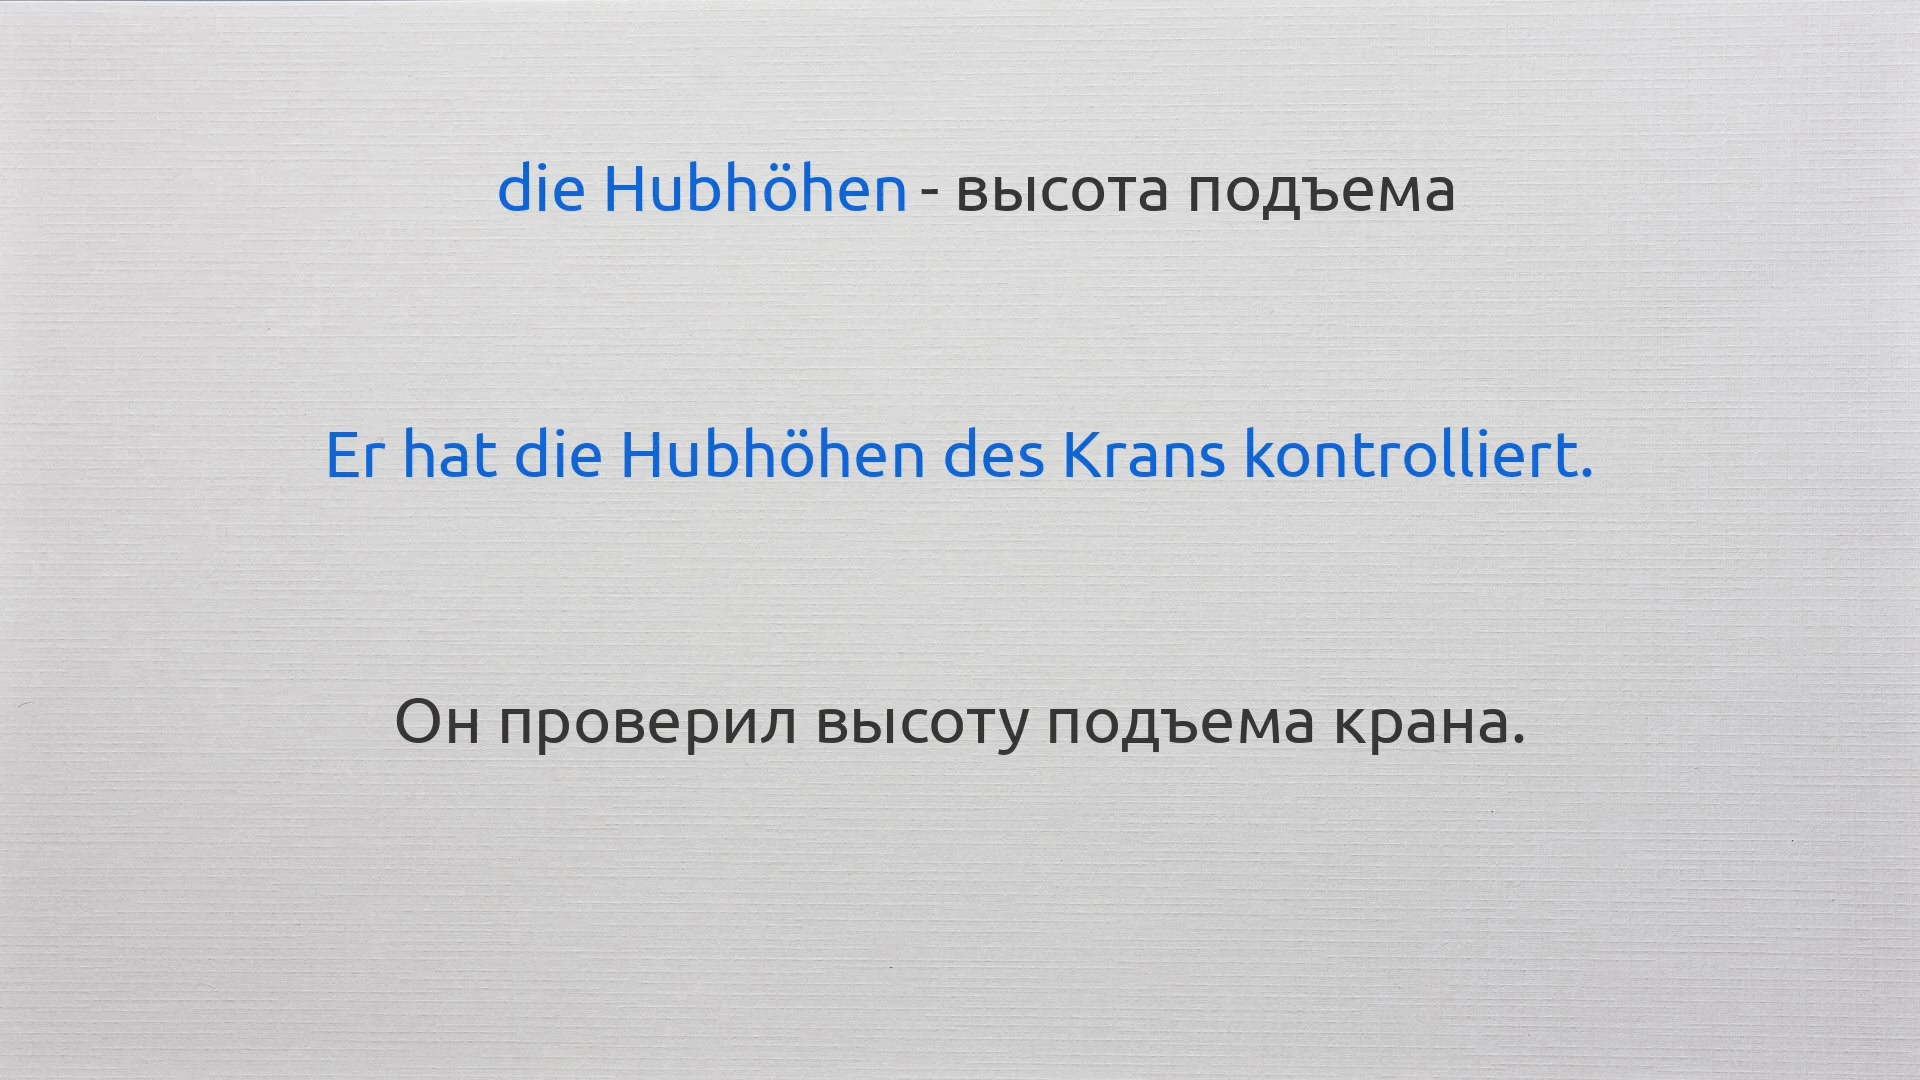 die Hubhöhen - высота подъема
Er hat die Hubhöhen des Krans kontrolliert.
Он проверил высоту подъема крана.